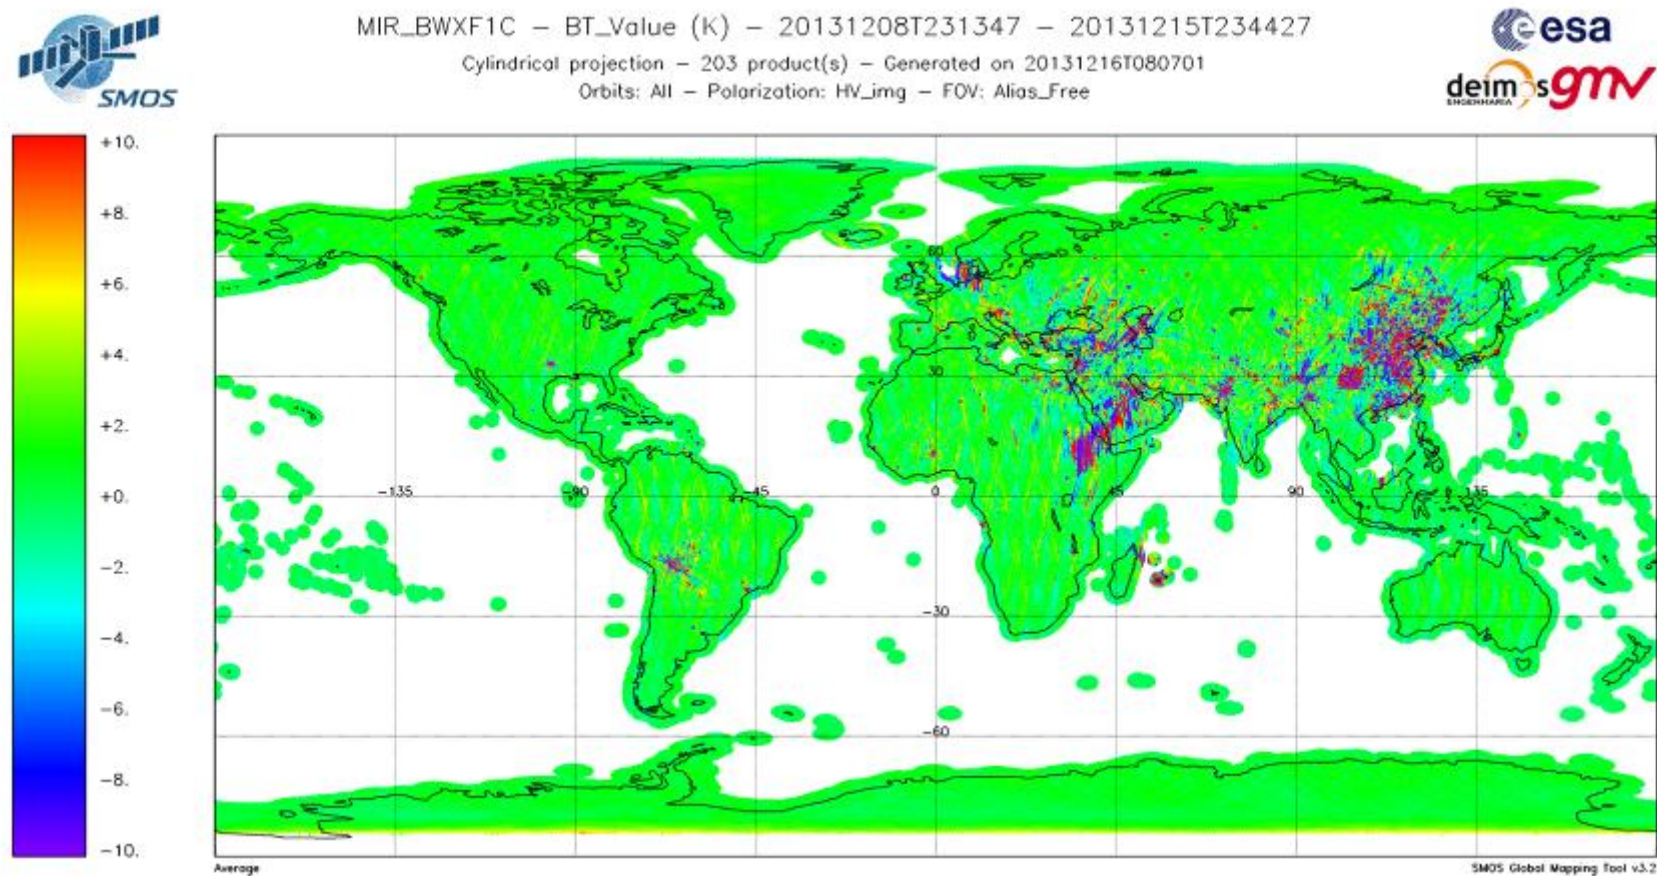 MIR_BWXF1C – BT_Value (K) – 20131208T231347 – 20131215T234427
Cylindrical projection – 203 product(s) – Generated on 20131216T080701
Orbits: All – Polarization: HV_img – FOV: Alias_Free
SMOS
esa
deimos
ENGENHARIA
gmv
+10.
+8.
+6.
+4.
+2.
+0.
−2.
−4.
−6.
−8.
−10.
60
30
−135
−90
−45
0
45
90
135
−30
−60
Average
SMOS Global Mapping Tool v3.2